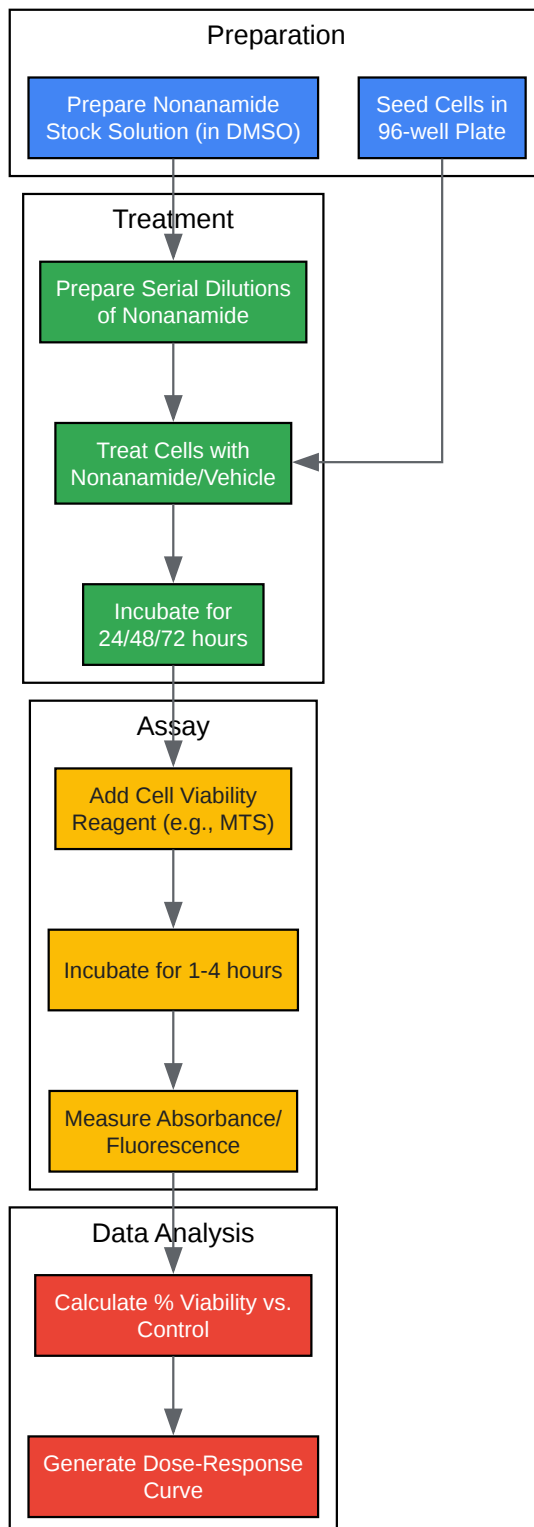 Preparation
Prepare Nonanamide
Stock Solution (in DMSO)
Seed Cells in
96-well Plate
Treatment
Prepare Serial Dilutions
of Nonanamide
Treat Cells with
Nonanamide/Vehicle
Incubate for
24/48/72 hours
Assay
Add Cell Viability
Reagent (e.g., MTS)
Incubate for 1-4 hours
Measure Absorbance/
Fluorescence
Data Analysis
Calculate % Viability vs.
Control
Generate Dose-Response
Curve